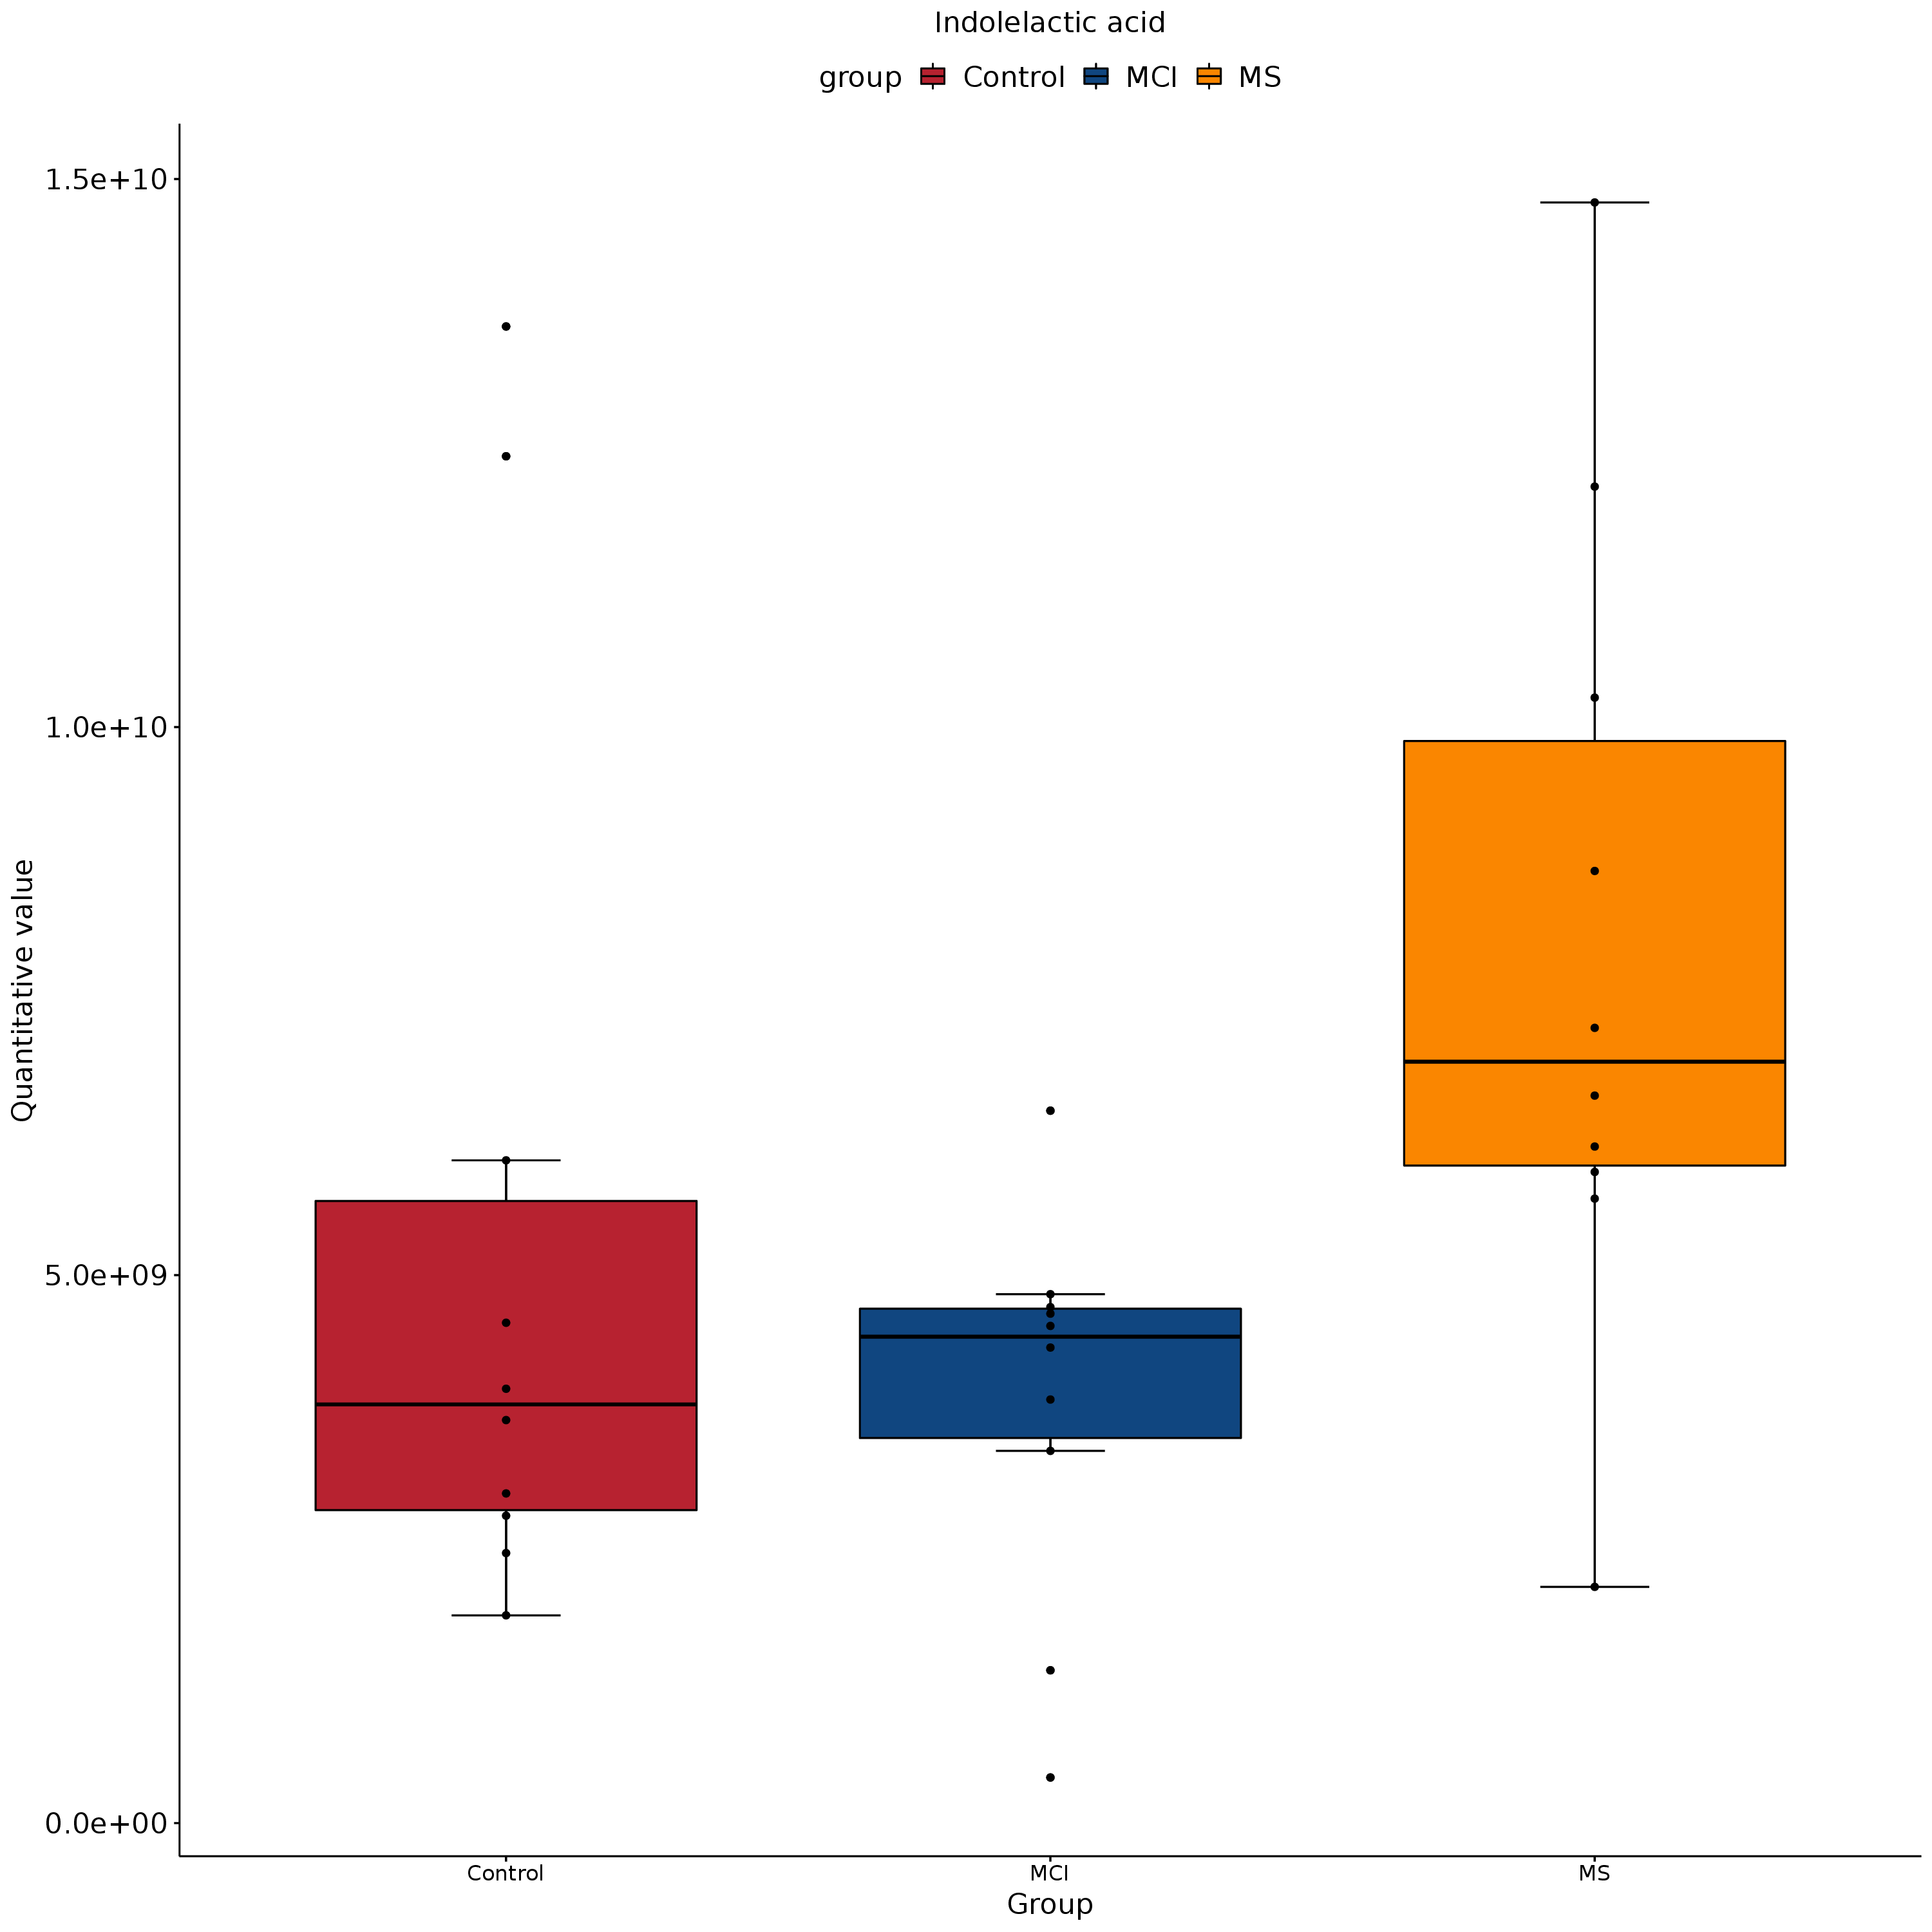 Indolelactic acid
group Control MCI MS
1.5e+10
1.0e+10
5.0e+09
0.0e+00
Quantitative value
Control MCI MS
Group